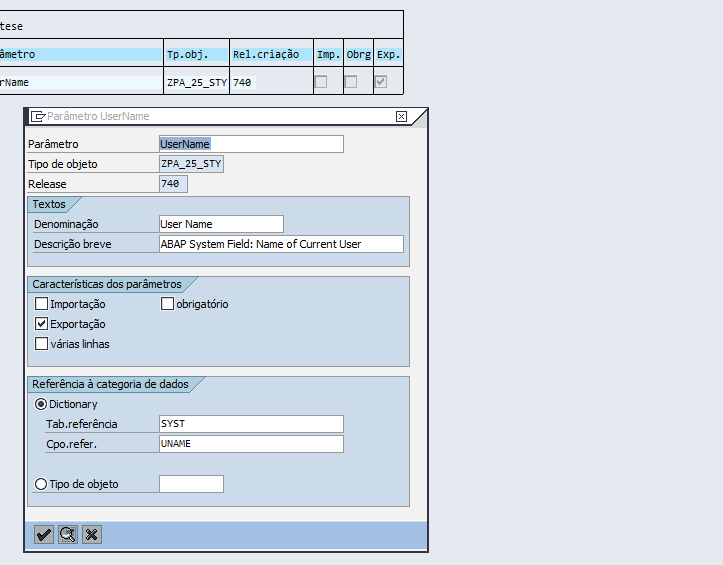 tese
âmetro Tp.obj. Rel.criação Imp. Obrg Exp.
rName ZPA_25_STY 740
Parâmetro UserName
Parâmetro UserName
Tipo de objeto ZPA_25_STY
Release 740
Textos
Denominação User Name
Descrição breve ABAP System Field: Name of Current User
Características dos parâmetros
Importação obrigatório
Exportação
várias linhas
Referência à categoria de dados
Dictionary
Tab.referência SYST
Cpo.refer. UNAME
Tipo de objeto